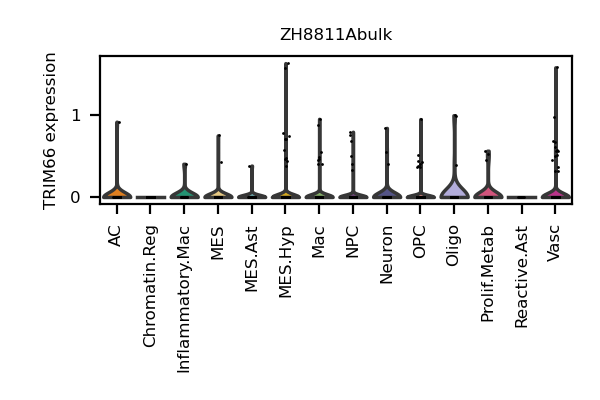 ZH8811Abulk
TRIM66 expression
1
0
AC
Chromatin.Reg
Inflammatory.Mac
MES
MES.Ast
MES.Hyp
Mac
NPC
Neuron
OPC
Oligo
Prolif.Metab
Reactive.Ast
Vasc